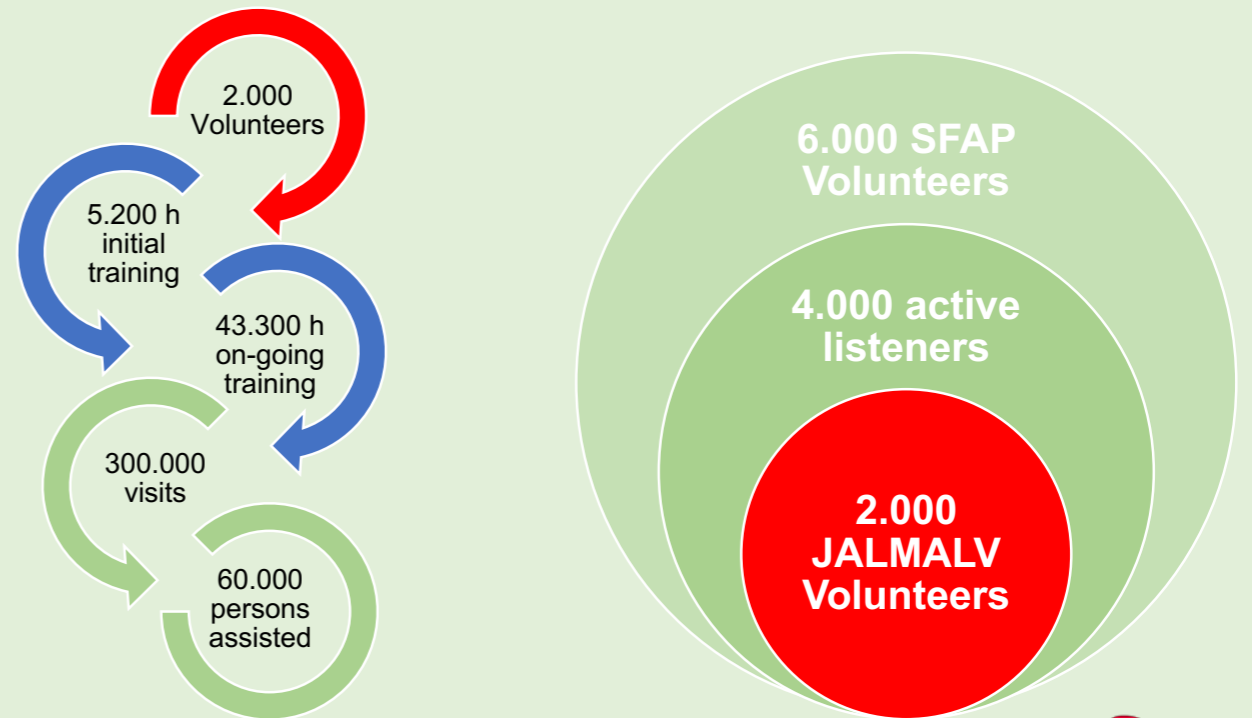 2.000
Volunteers
5.200 h
initial
training
43.300 h
on-going
training
300.000
visits
60.000
persons
assisted
6.000 SFAP
Volunteers
4.000 active
listeners
2.000
JALMALV
Volunteers